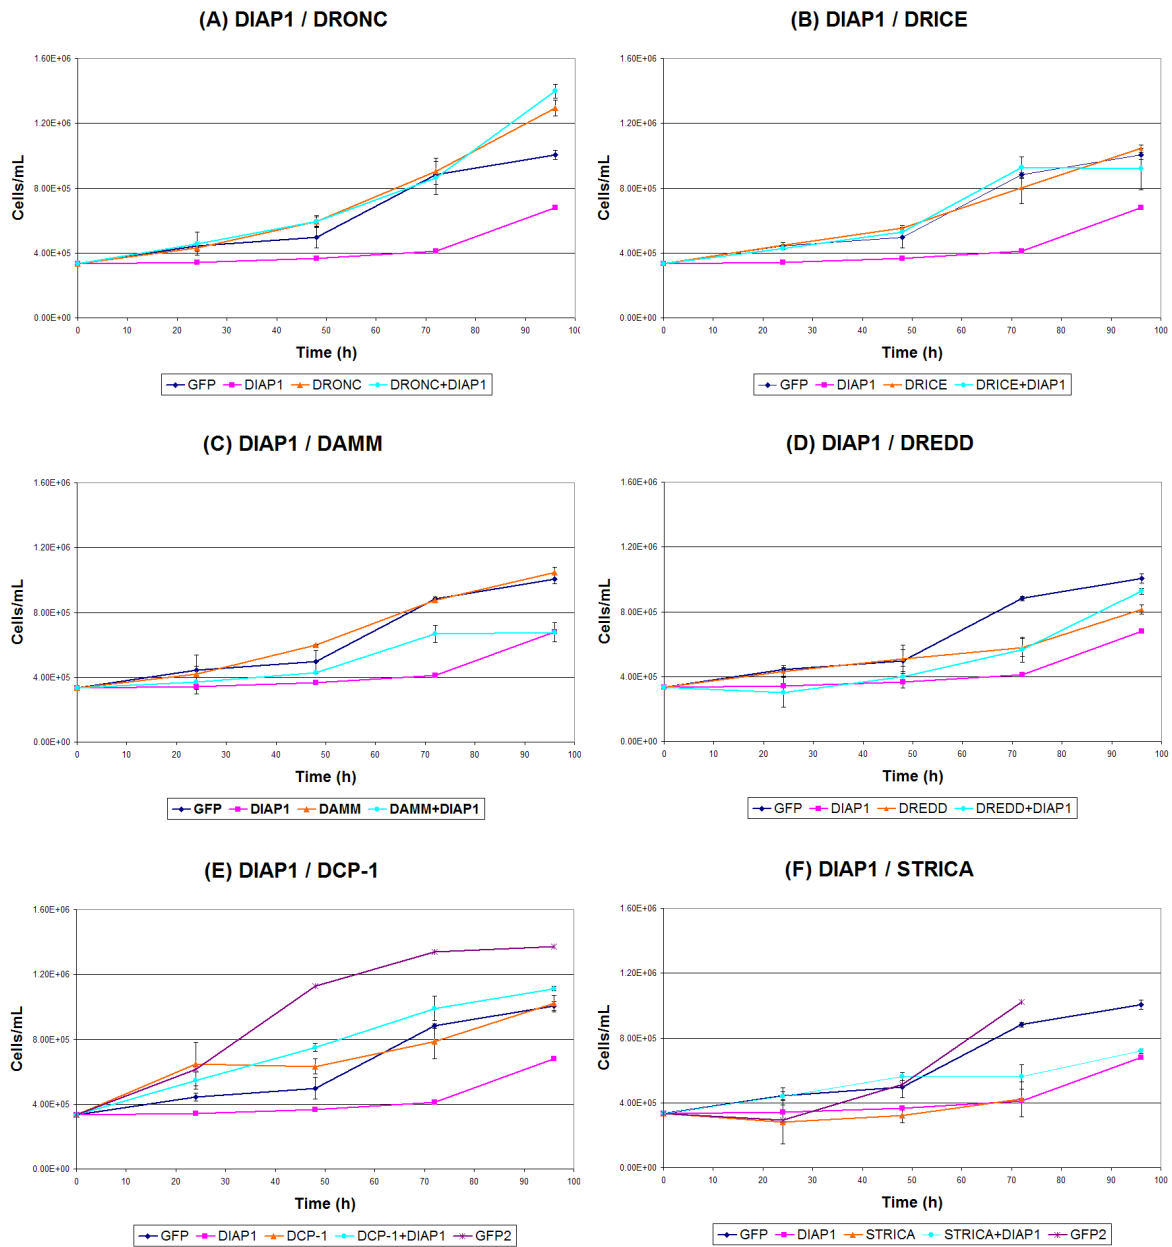 (A) DIAP1 / DRONC
1.60E+06
1.20E+06
8.00E+05
4.00E+05
0.00E+00
Cells/mL
0 10 20 30 40 50 60 70 80 90 100
Time (h)
GFP DIAP1 DRONC DRONC+DIAP1
(B) DIAP1 / DRICE
1.60E+06
1.20E+06
8.00E+05
4.00E+05
0.00E+00
Cells/mL
0 10 20 30 40 50 60 70 80 90 100
Time (h)
GFP DIAP1 DRICE DRICE+DIAP1
(C) DIAP1 / DAMM
1.60E+06
1.20E+06
8.00E+05
4.00E+05
0.00E+00
Cells/mL
0 10 20 30 40 50 60 70 80 90 100
Time (h)
GFP DIAP1 DAMM DAMM+DIAP1
(D) DIAP1 / DREDD
1.60E+06
1.20E+06
8.00E+05
4.00E+05
0.00E+00
Cells/mL
0 10 20 30 40 50 60 70 80 90 100
Time (h)
GFP DIAP1 DREDD DREDD+DIAP1
(E) DIAP1 / DCP-1
1.60E+06
1.20E+06
8.00E+05
4.00E+05
0.00E+00
Cells/mL
0 10 20 30 40 50 60 70 80 90 100
Time (h)
GFP DIAP1 DCP-1 DCP-1+DIAP1 GFP2
(F) DIAP1 / STRICA
1.60E+06
1.20E+06
8.00E+05
4.00E+05
0.00E+00
Cells/mL
0 10 20 30 40 50 60 70 80 90 100
Time (h)
GFP DIAP1 STRICA STRICA+DIAP1 GFP2